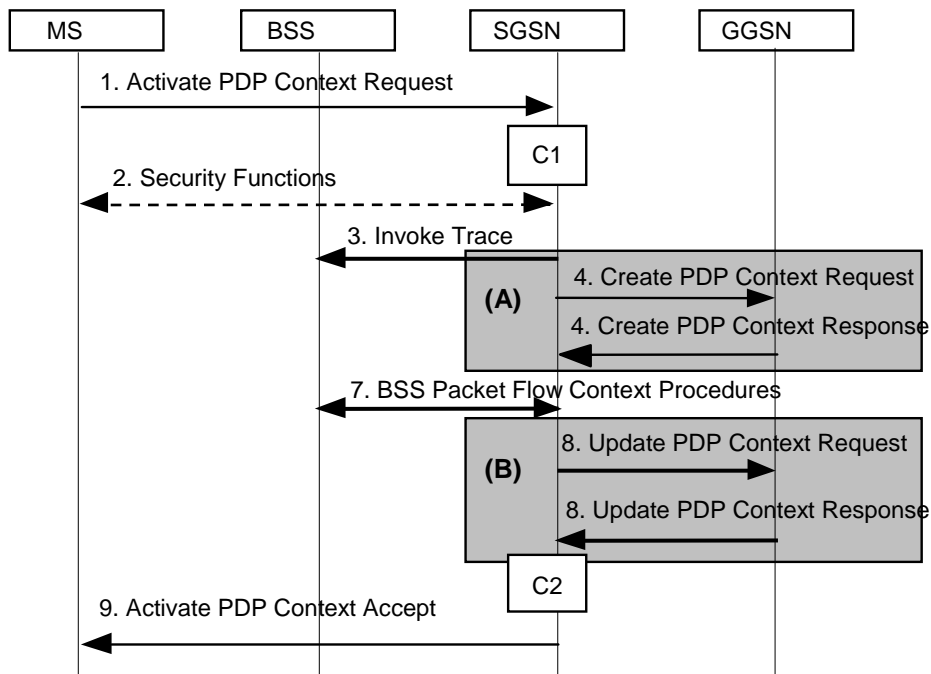 MS
BSS
SGSN
GGSN
1. Activate PDP Context Request
C1
2. Security Functions
3. Invoke Trace
(A)
4. Create PDP Context Request
4. Create PDP Context Response
7. BSS Packet Flow Context Procedures
(B)
8. Update PDP Context Request
8. Update PDP Context Response
C2
9. Activate PDP Context Accept